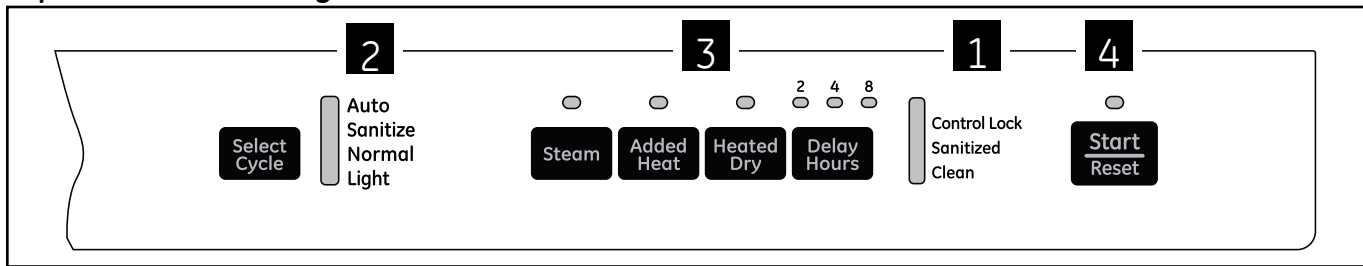 2
3
1
4
2 4 8
Auto
Sanitize
Normal
Light
Select
Cycle
Steam
Added
Heat
Heated
Dry
Delay
Hours
Control Lock
Sanitized
Clean
Start
Reset